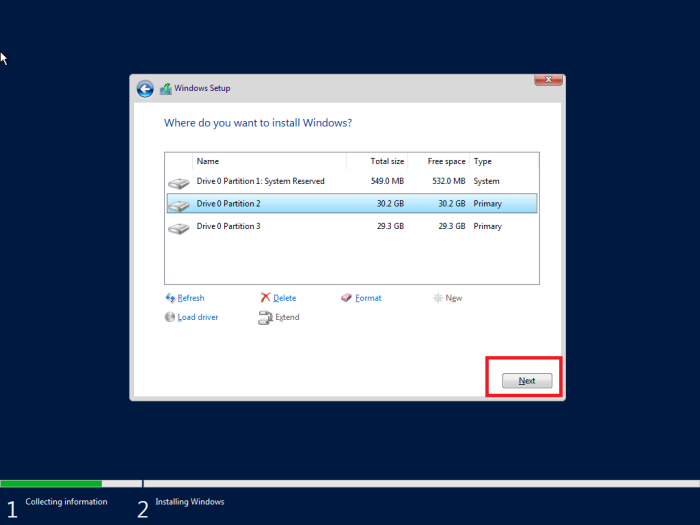 Windows Setup
Where do you want to install Windows?
Name Total size Free space Type
Drive 0 Partition 1: System Reserved 549.0 MB 532.0 MB System
Drive 0 Partition 2 30.2 GB 30.2 GB Primary
Drive 0 Partition 3 29.3 GB 29.3 GB Primary
Refresh Delete Format New
Load driver Extend
Next
1 Collecting information 2 Installing Windows